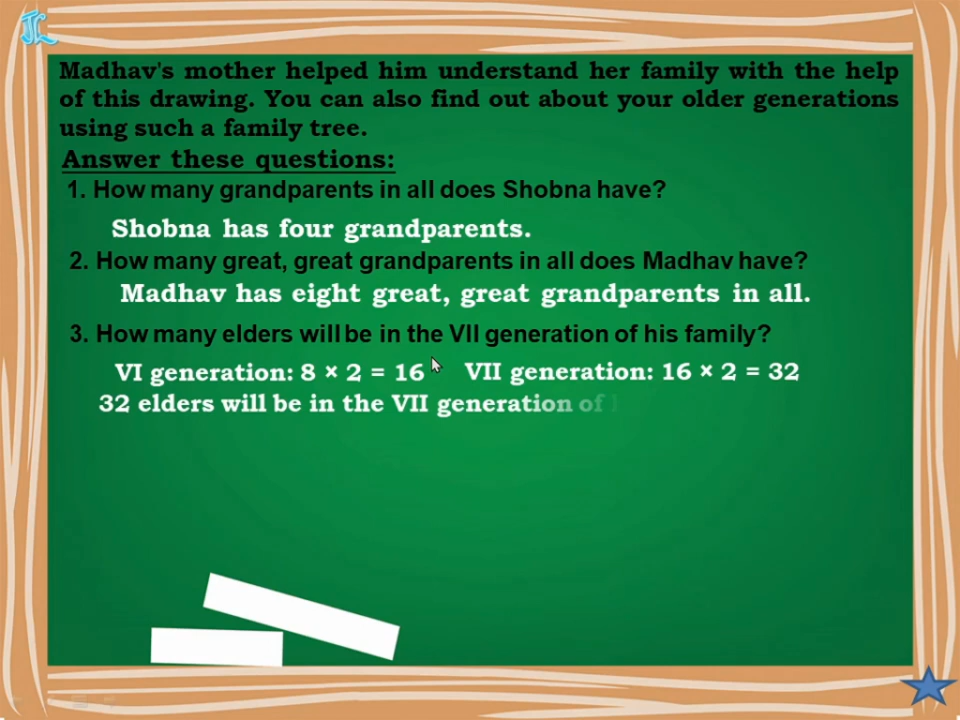 JL
Madhav's mother helped him understand her family with the help
of this drawing. You can also find out about your older generations
using such a family tree.
Answer these questions:
1. How many grandparents in all does Shobna have?
Shobna has four grandparents.
2. How many great, great grandparents in all does Madhav have?
Madhav has eight great, great grandparents in all.
3. How many elders will be in the VII generation of his family?
VI generation: 8 × 2 = 16 VII generation: 16 × 2 = 32
32 elders will be in the VII generation of